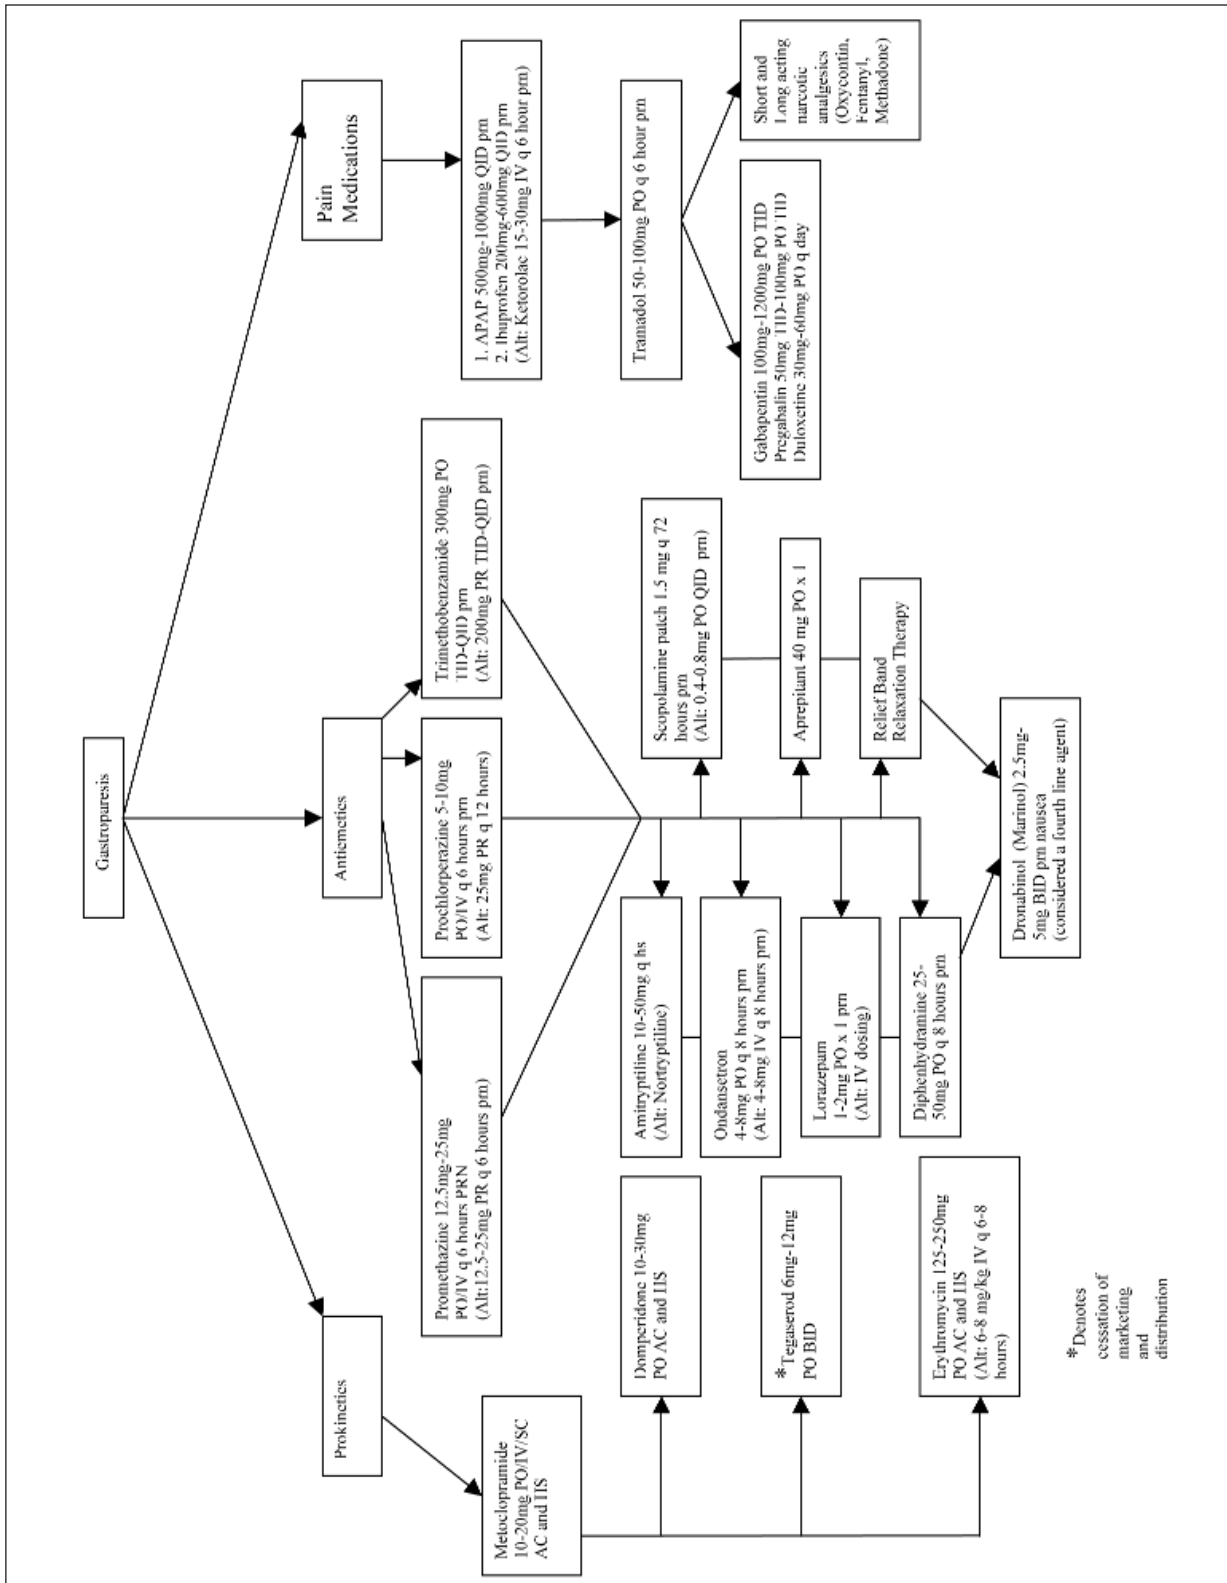 Gastroparesis
Prokinetics
Antiemetics
Pain
Medications
Metoclopramide
10-20mg PO/IV/SC
AC and HS
Domperidone 10-30mg
PO AC and HS
*Tegaserod 6mg-12mg
PO BID
Erythromycin 125-250mg
PO AC and HS
(Alt: 6-8 mg/kg IV q 6-8
hours)
*Denotes
cessation of
marketing
and
distribution
Promethazine 12.5mg-25mg
PO/IV q 6 hours PRN
(Alt:12.5-25mg PR q 6 hours prn)
Prochlorperazine 5-10mg
PO/IV q 6 hours prn
(Alt: 25mg PR q 12 hours)
Trimethobenzamide 300mg PO
TID-QID prn
(Alt: 200mg PR TID-QID prn)
Amitryptiline 10-50mg q hs
(Alt: Nortryptiline)
Ondansetron
4-8mg PO q 8 hours prn
(Alt: 4-8mg IV q 8 hours prn)
Lorazepam
1-2mg PO x 1 prn
(Alt: IV dosing)
Diphenhydramine 25-
50mg PO q 8 hours prn
Scopolamine patch 1.5 mg q 72
hours prn
(Alt: 0.4-0.8mg PO QID prn)
Aprepitant 40 mg PO x 1
Relief Band
Relaxation Therapy
Dronabinol (Marinol) 2.5mg-
5mg BID prn nausea
(considered a fourth line agent)
1. APAP 500mg-1000mg QID prn
2. Ibuprofen 200mg-600mg QID prn
(Alt: Ketorolac 15-30mg IV q 6 hour prn)
Tramadol 50-100mg PO q 6 hour prn
Gabapentin 100mg-1200mg PO TID
Pregabalin 50mg TID-100mg PO TID
Duloxetine 30mg-60mg PO q day
Short and
Long acting
narcotic
analgesics
(Oxycontin,
Fentanyl,
Methadone)